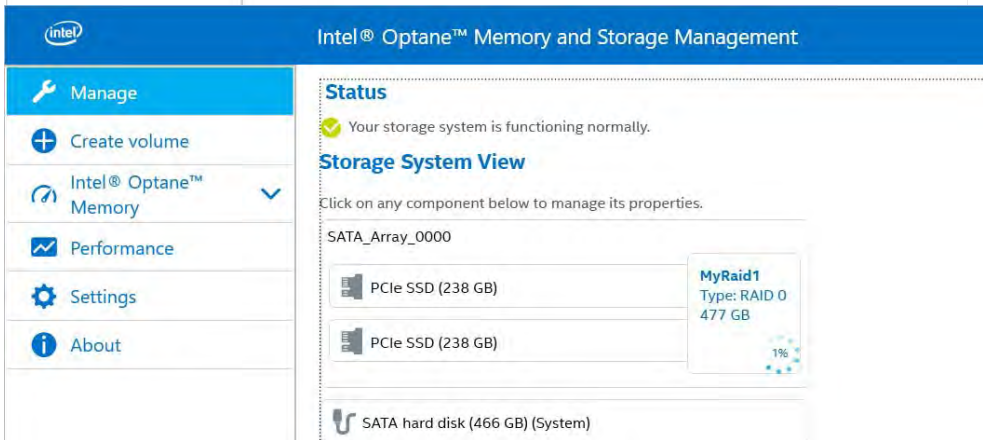 intel
Intel® Optane™ Memory and Storage Management
Manage
Create volume
Intel® Optane™
Memory
Performance
Settings
About
Status
Your storage system is functioning normally.
Storage System View
Click on any component below to manage its properties.
SATA_Array_0000
PCIe SSD (238 GB)
PCIe SSD (238 GB)
MyRaid1
Type: RAID 0
477 GB
1%
SATA hard disk (466 GB) (System)